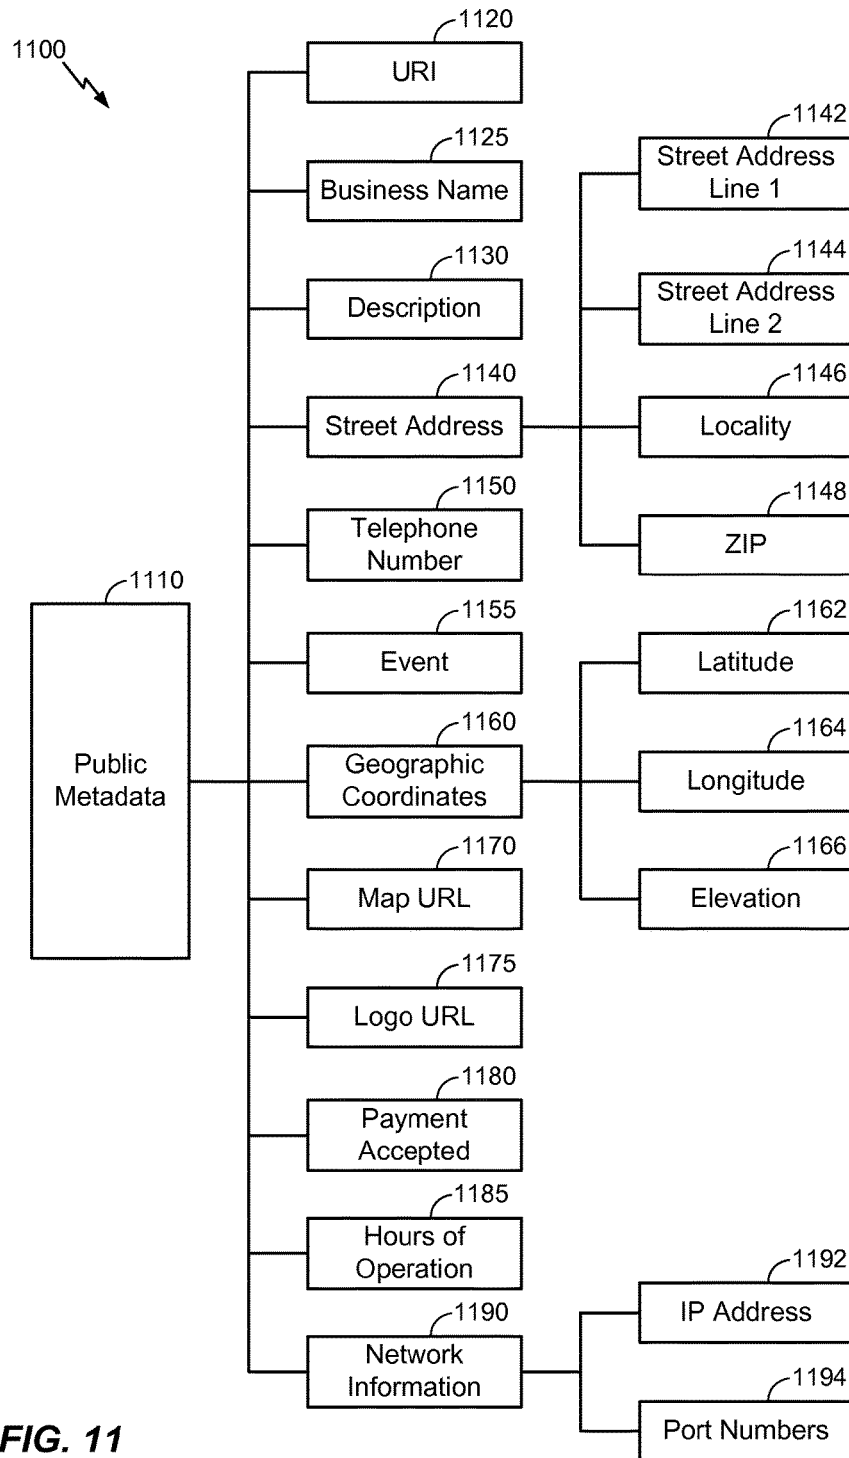 1100
1120
URI
1125
Business Name
1130
Description
1140
Street Address
1142
Street Address
Line 1
1144
Street Address
Line 2
1146
Locality
1148
ZIP
1150
Telephone
Number
1110
Public
Metadata
1155
Event
1160
Geographic
Coordinates
1162
Latitude
1164
Longitude
1166
Elevation
1170
Map URL
1175
Logo URL
1180
Payment
Accepted
1185
Hours of
Operation
1190
Network
Information
1192
IP Address
1194
Port Numbers
FIG. 11